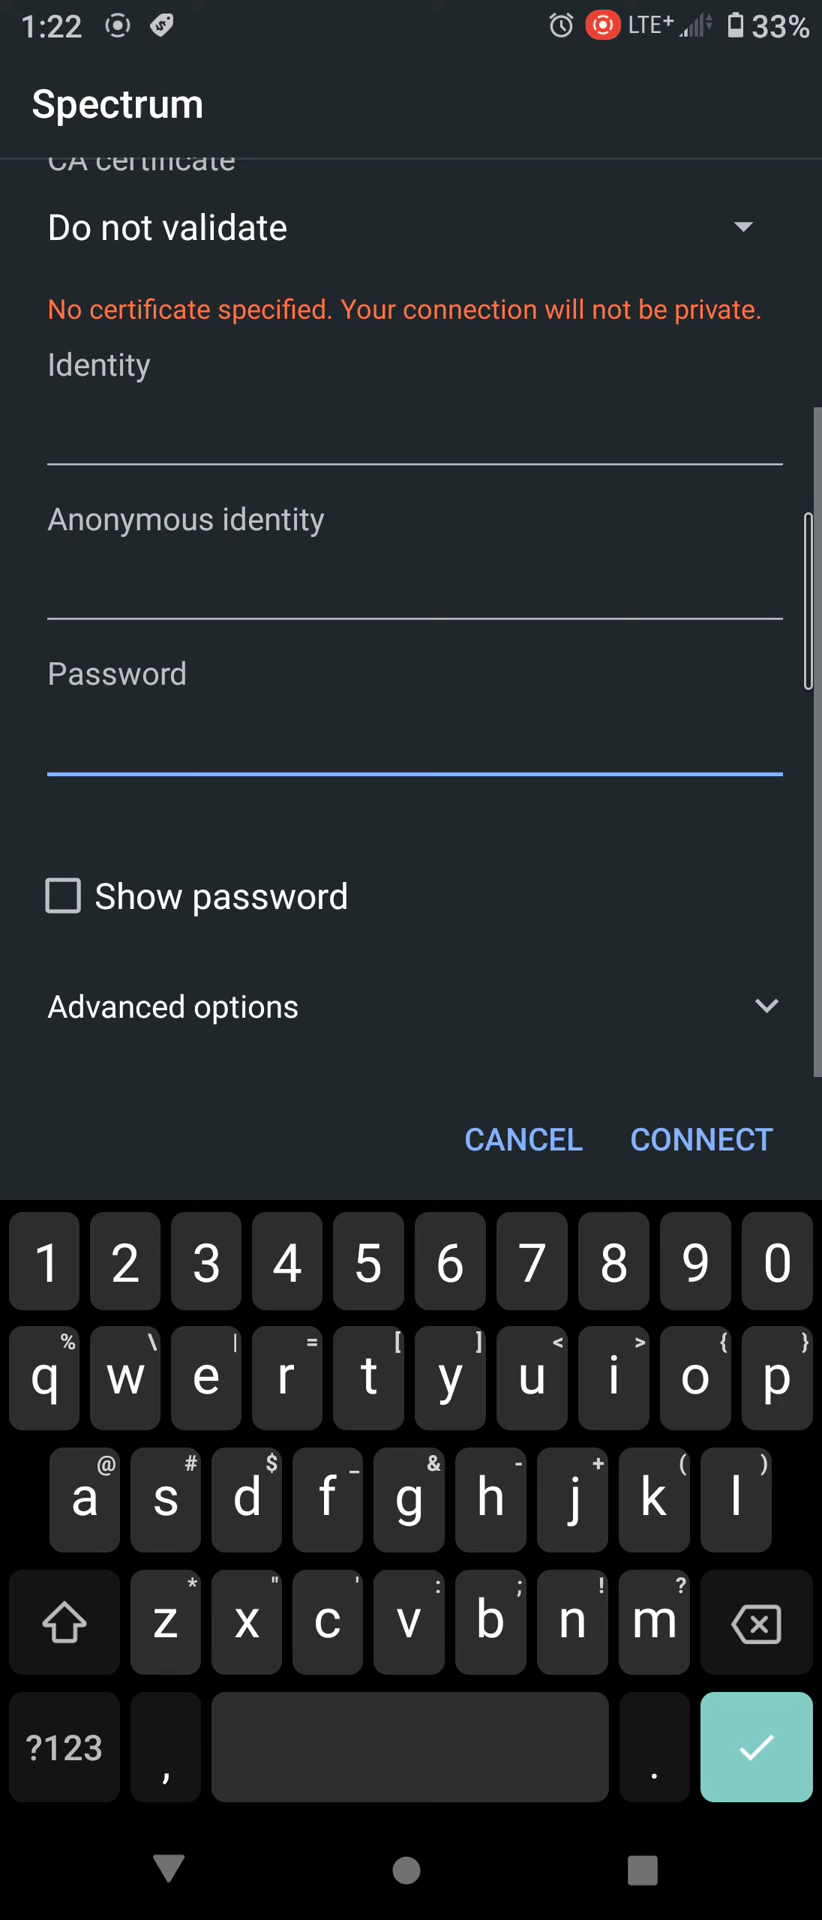 1:22 LTE+ 33%
Spectrum
CA certificate
Do not validate
No certificate specified. Your connection will not be private.
Identity
Anonymous identity
Password
Show password
Advanced options
CANCEL CONNECT
1 2 3 4 5 6 7 8 9 0
q % w \ e | r = t [ y ] u < i > o { p }
a @ s # d $ f _ g & h - j + k ( l )
z * x " c ' v : b ; n ! m ?
?123 , .